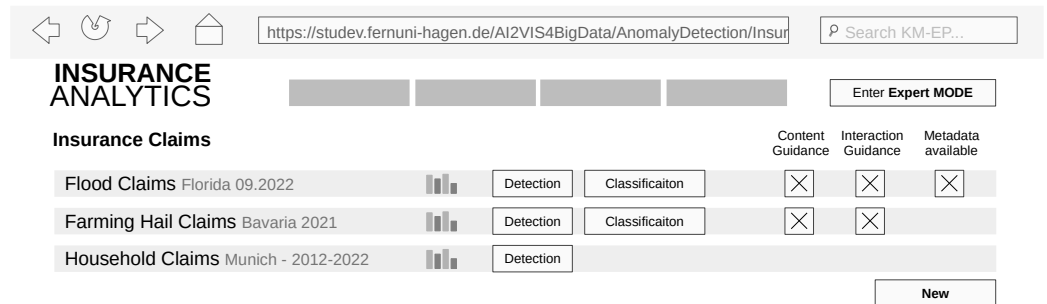 https://studev.fernuni-hagen.de/AI2VIS4BigData/AnomalyDetection/Insur
Search KM-EP...
INSURANCE
ANALYTICS
Enter Expert MODE
Insurance Claims
Content Guidance
Interaction Guidance
Metadata available
Flood Claims Florida 09.2022 Detection Classificaiton
Farming Hail Claims Bavaria 2021 Detection Classificaiton
Household Claims Munich - 2012-2022 Detection
New